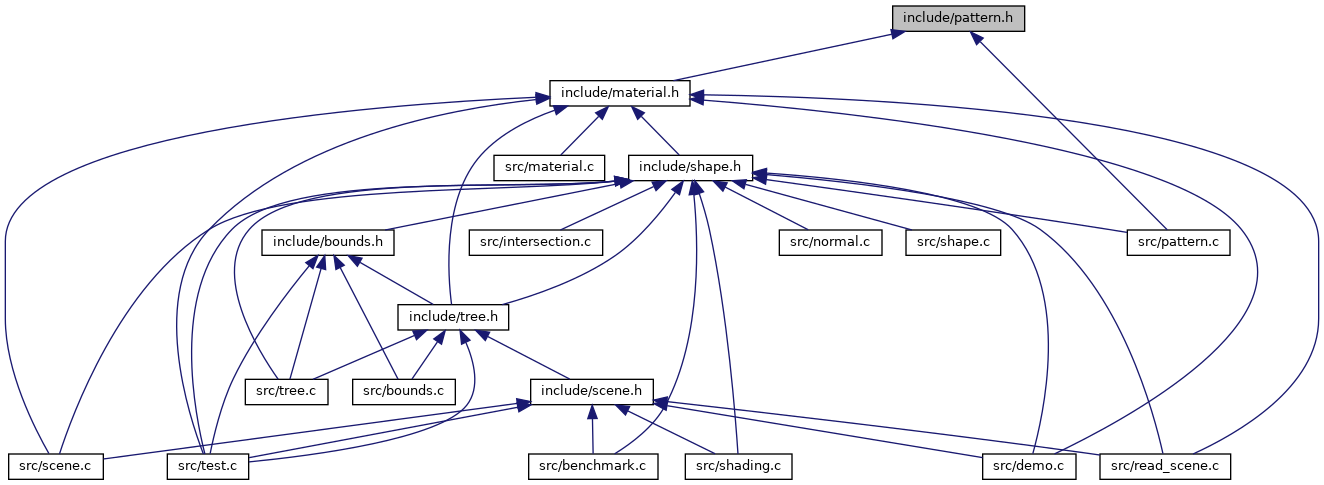 include/pattern.h
include/material.h
src/material.c
include/shape.h
include/bounds.h
src/intersection.c
src/normal.c
src/shape.c
src/pattern.c
include/tree.h
src/tree.c
src/bounds.c
include/scene.h
src/scene.c
src/test.c
src/benchmark.c
src/shading.c
src/demo.c
src/read_scene.c